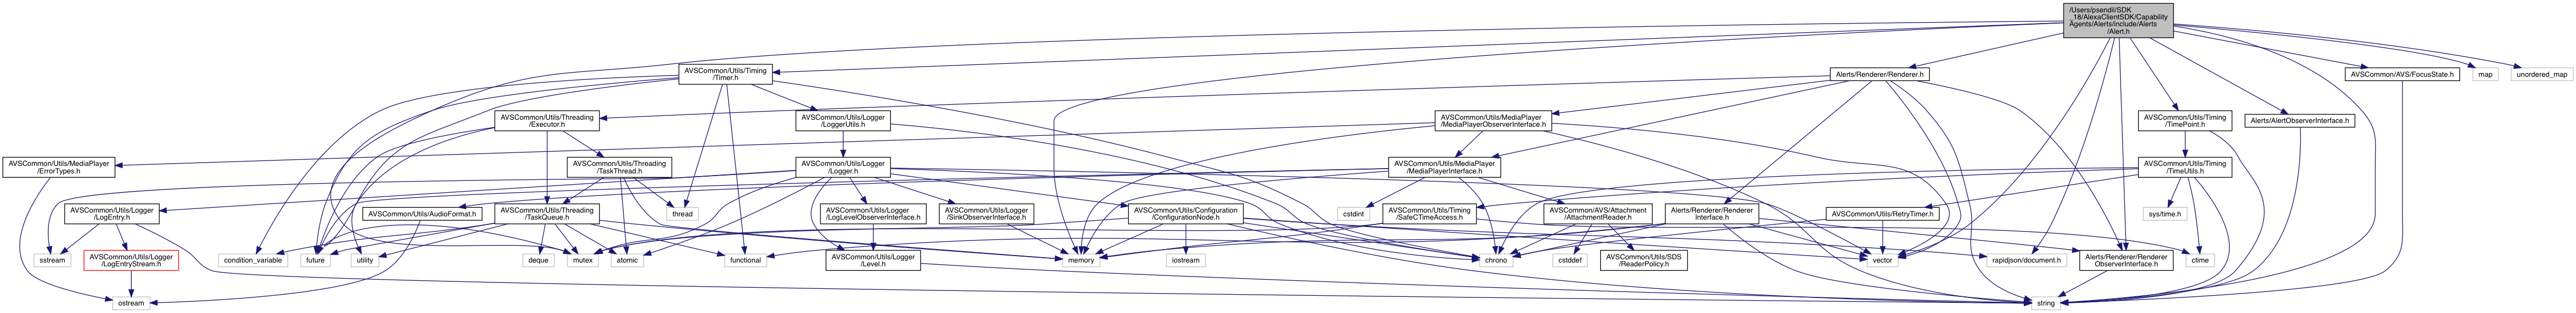 /Users/psendil/SDK
_18/AlexaClientSDK/Capability
Agents/Alerts/include/Alerts
/Alert.h
AVSCommon/Utils/Timing
/Timer.h
Alerts/Renderer/Renderer.h
AVSCommon/AVS/FocusState.h
map
unordered_map
AVSCommon/Utils/Threading
/Executor.h
AVSCommon/Utils/Logger
/LoggerUtils.h
AVSCommon/Utils/MediaPlayer
/MediaPlayerObserverInterface.h
AVSCommon/Utils/Timing
/TimePoint.h
Alerts/AlertObserverInterface.h
AVSCommon/Utils/MediaPlayer
/ErrorTypes.h
AVSCommon/Utils/Threading
/TaskThread.h
AVSCommon/Utils/Logger
/Logger.h
AVSCommon/Utils/MediaPlayer
/MediaPlayerInterface.h
AVSCommon/Utils/Timing
/TimeUtils.h
AVSCommon/Utils/Logger
/LogEntry.h
AVSCommon/Utils/AudioFormat.h
AVSCommon/Utils/Threading
/TaskQueue.h
thread
AVSCommon/Utils/Logger
/LogLevelObserverInterface.h
AVSCommon/Utils/Logger
/SinkObserverInterface.h
AVSCommon/Utils/Configuration
/ConfigurationNode.h
cstdint
AVSCommon/Utils/Timing
/SafeCTimeAccess.h
AVSCommon/AVS/Attachment
/AttachmentReader.h
Alerts/Renderer/Renderer
Interface.h
AVSCommon/Utils/RetryTimer.h
sys/time.h
sstream
AVSCommon/Utils/Logger
/LogEntryStream.h
condition_variable
future
utility
deque
mutex
atomic
functional
AVSCommon/Utils/Logger
/Level.h
memory
iostream
chrono
cstddef
AVSCommon/Utils/SDS
/ReaderPolicy.h
vector
rapidjson/document.h
Alerts/Renderer/Renderer
ObserverInterface.h
ctime
ostream
string